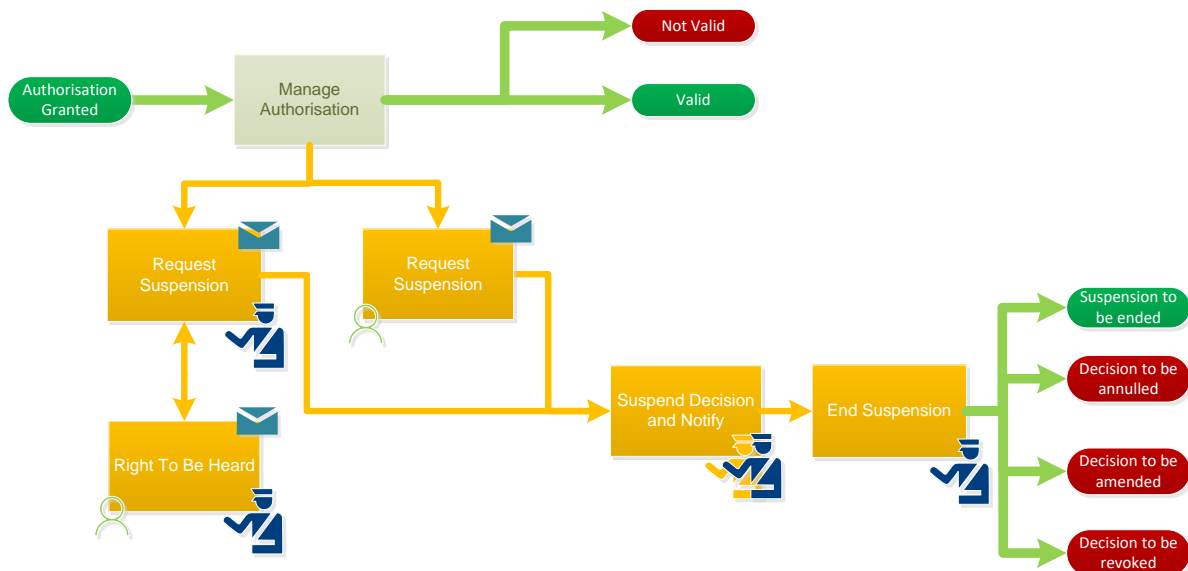 Not Valid
Authorisation
Granted
Manage
Authorisation
Valid
Request
Suspension
Request
Suspension
Suspension to
be ended
Decision to be
annulled
Suspend Decision
and Notify
End Suspension
Right To Be Heard
Decision to be
amended
Decision to be
revoked